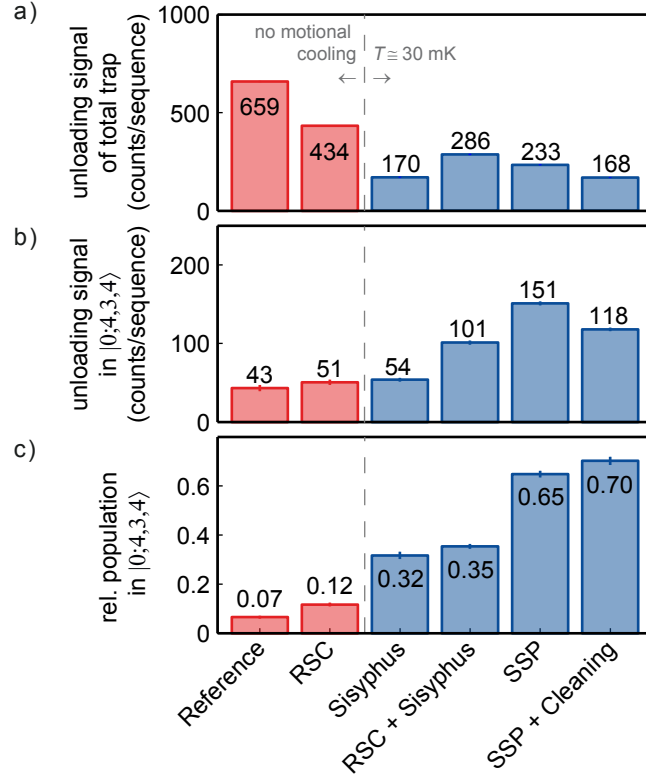 a)
unloading signal
of total trap
(counts/sequence)
1000
500
0
no motional
cooling
←
T ≅ 30 mK
→
659
434
170
286
233
168
b)
unloading signal
in |0;4,3,4⟩
(counts/sequence)
200
100
0
43
51
54
101
151
118
c)
rel. population
in |0;4,3,4⟩
0.6
0.4
0.2
0
0.07
0.12
0.32
0.35
0.65
0.70
Reference
RSC
Sisyphus
RSC + Sisyphus
SSP
SSP + Cleaning